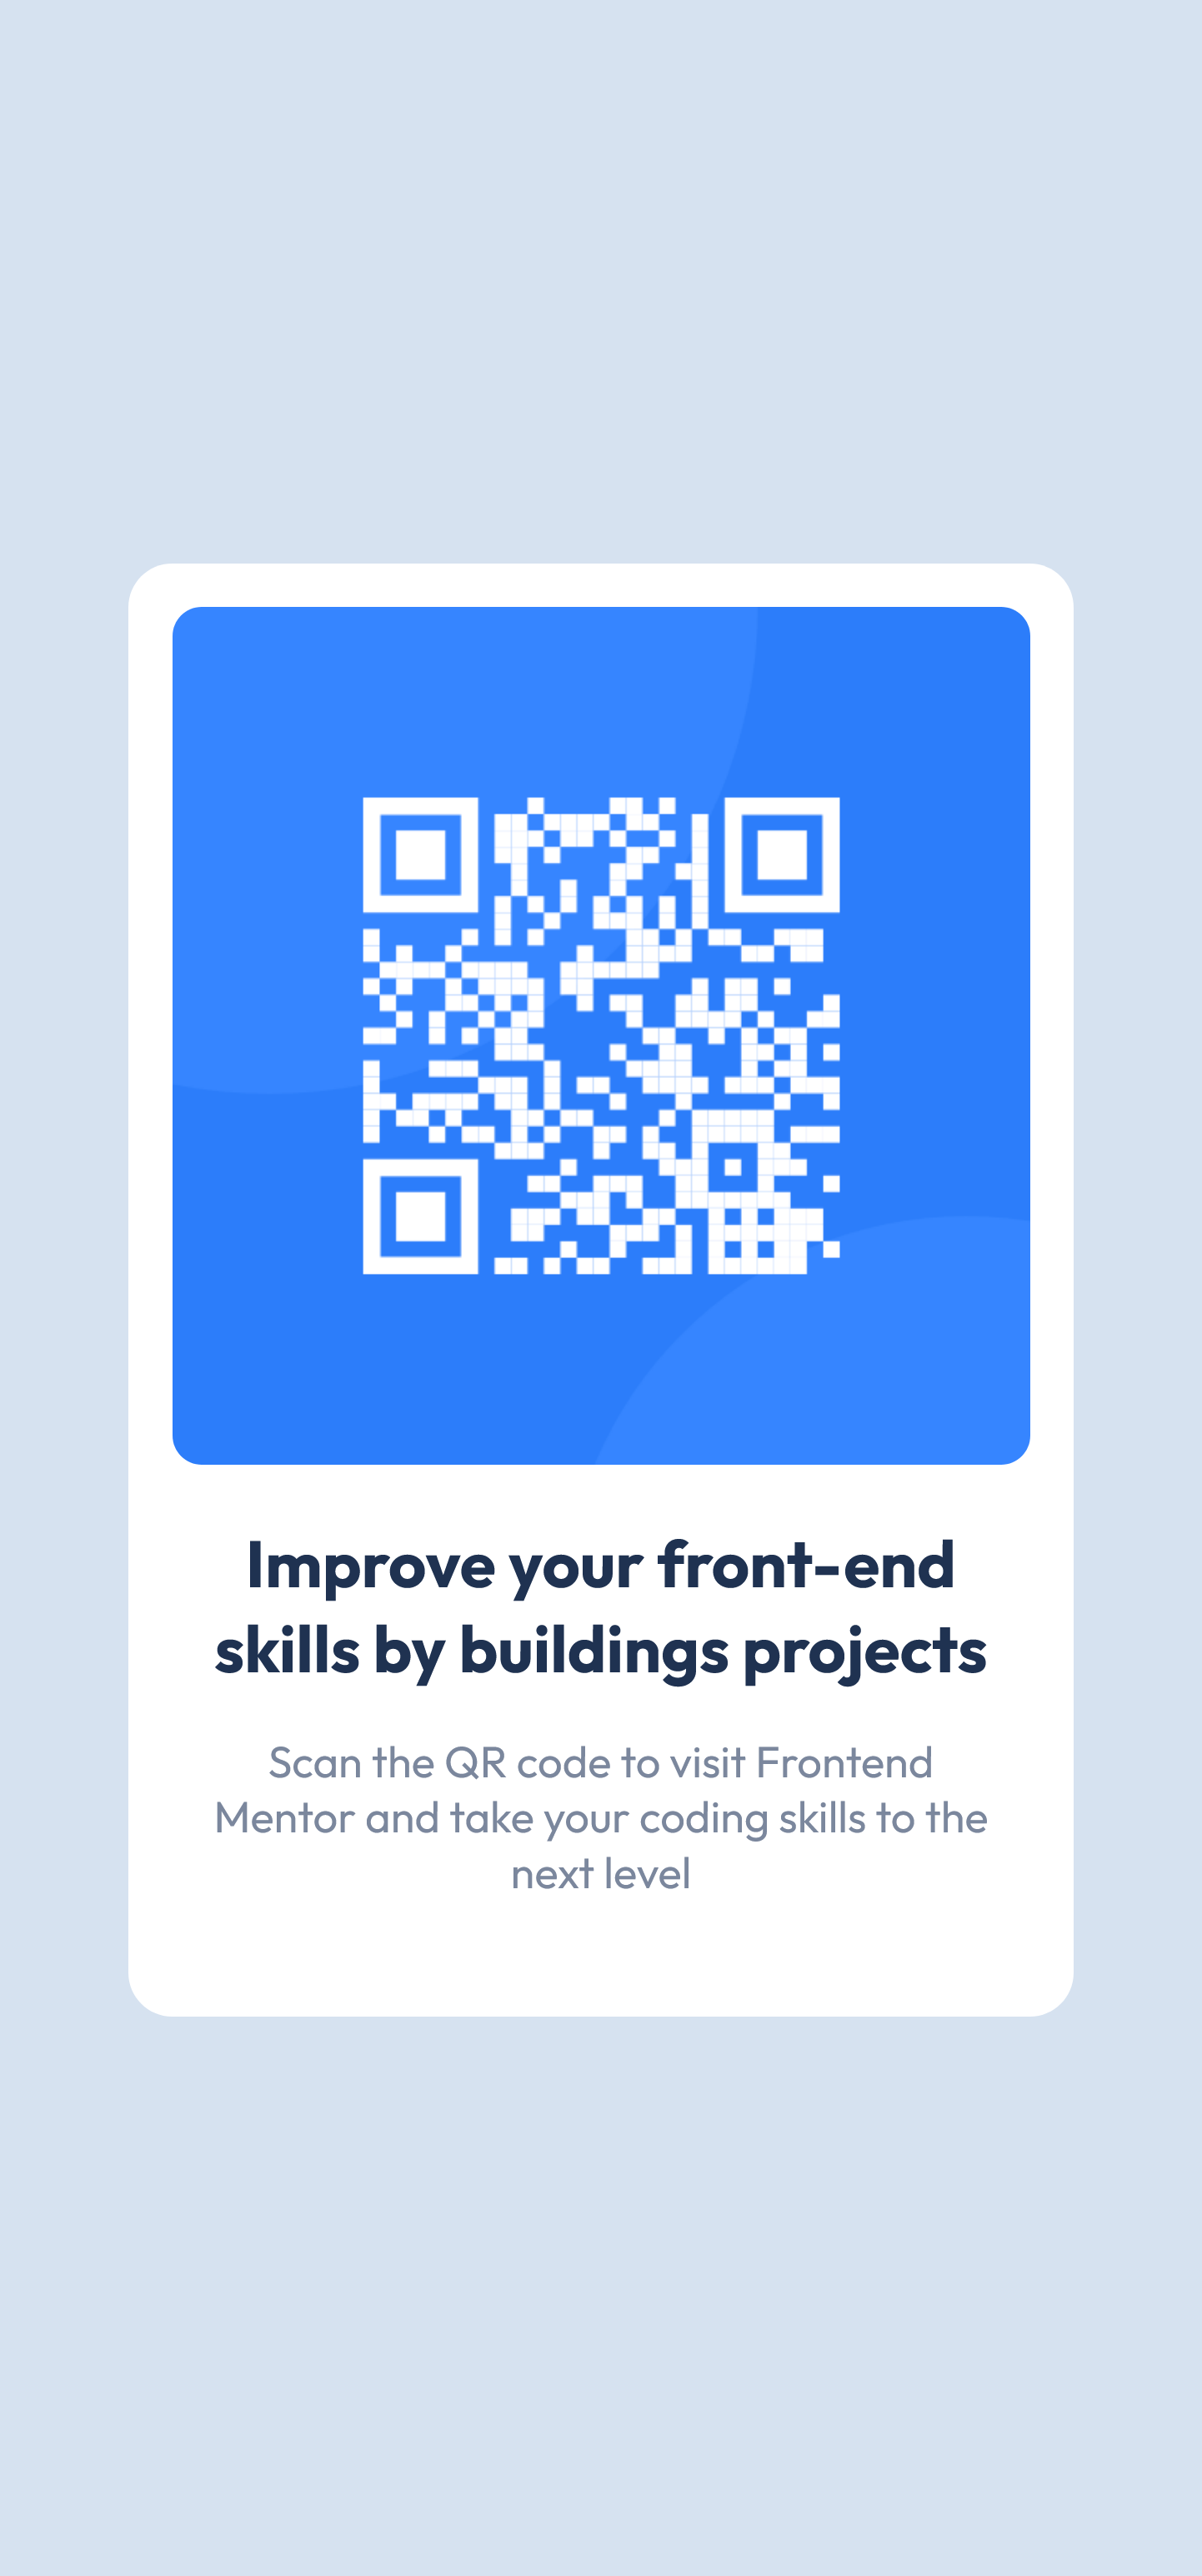 Improve your front-end
skills by buildings projects
Scan the QR code to visit Frontend
Mentor and take your coding skills to the
next level